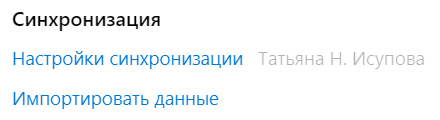 Синхронизация
Настройки синхронизации Татьяна Н. Исупова
Импортировать данные